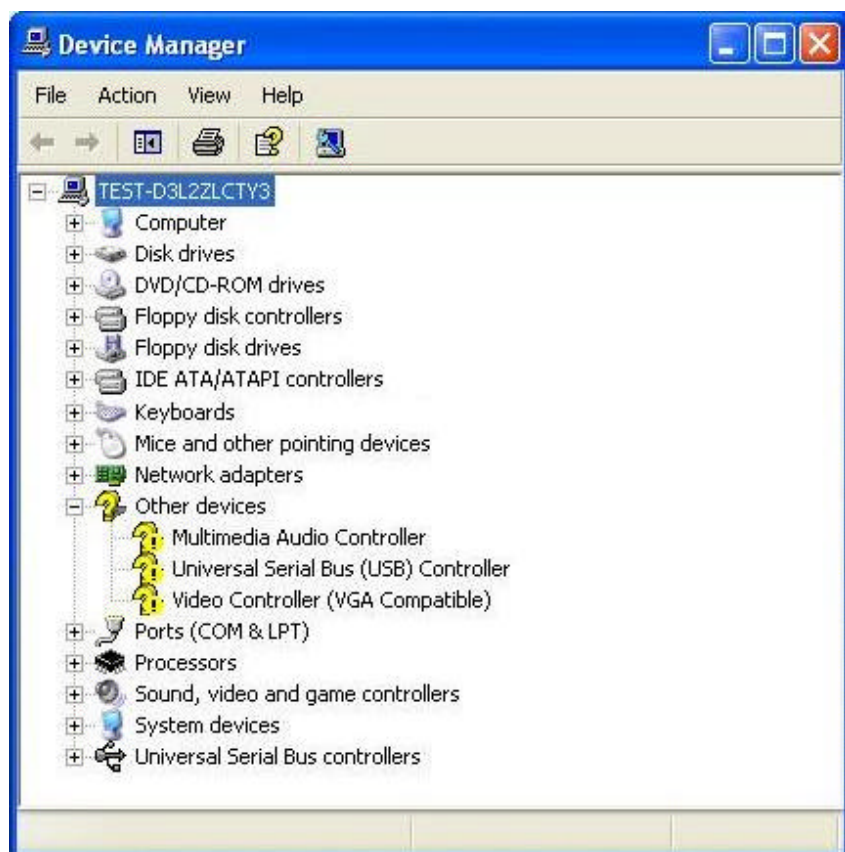 Device Manager
File Action View Help
TEST-D3L2ZLCTY3
Computer
Disk drives
DVD/CD-ROM drives
Floppy disk controllers
Floppy disk drives
IDE ATA/ATAPI controllers
Keyboards
Mice and other pointing devices
Network adapters
Other devices
Multimedia Audio Controller
Universal Serial Bus (USB) Controller
Video Controller (VGA Compatible)
Ports (COM & LPT)
Processors
Sound, video and game controllers
System devices
Universal Serial Bus controllers